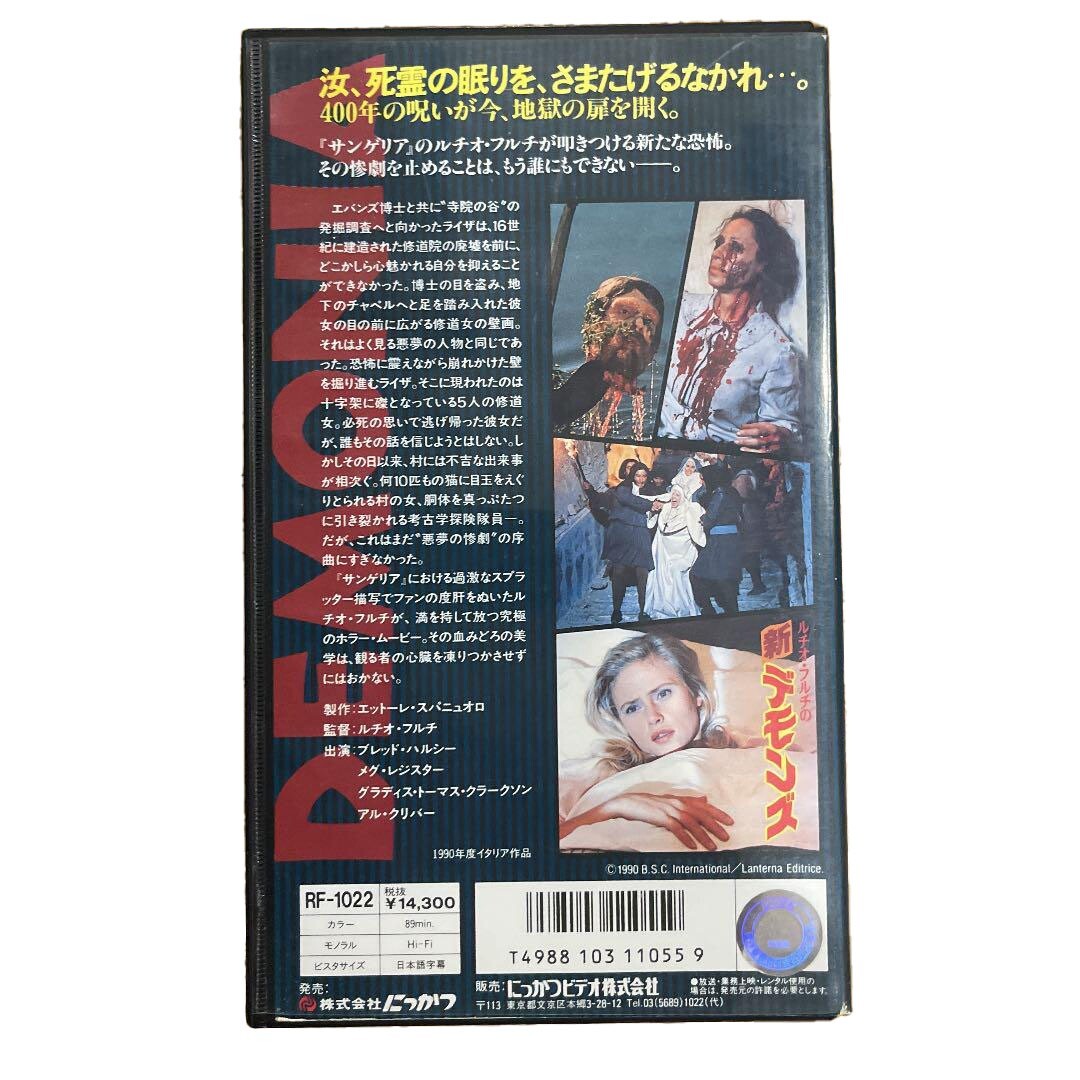 汝、死霊の眠りを、さまたげるなかれ…。
400年の呪いが今、地獄の扉を開く。
『サンゲリア』のルチオ・フルチが叩きつける新たな恐怖。
その惨劇を止めることは、もう誰にもできない——。
DEMONIA
エバンズ博士と共に“寺院の谷”の
発掘調査へと向かったライザは、16世
紀に建造された修道院の廃墟を前に、
どこかしら心魅かれる自分を抑えること
ができなかった。博士の目を盗み、地
下のチャペルへと足を踏み入れた彼
女の目の前に広がる修道女の壁画。
それはよく見る悪夢の人物と同じであ
った。恐怖に震えながら崩れかけた壁
を掘り進むライザ。そこに現われたのは
十字架に磔となっている5人の修道
女。必死の思いで逃げ帰った彼女だ
が、誰もその話を信じようとはしない。し
かしその日以来、村には不吉な出来事
が相次ぐ。何10匹もの猫に目玉をえぐ
りとられる村の女、胴体を真っぷたつ
に引き裂かれる考古学探険隊員—。
だが、これはまだ“悪夢の惨劇”の序
曲にすぎなかった。
『サンゲリア』における過激なスプラ
ッター描写でファンの度肝をぬいたル
チオ・フルチが、満を持して放つ究極
のホラー・ムービー。その血みどろの美
学は、観る者の心臓を凍りつかさせず
にはおかない。
製作：エットーレ・スパニュオロ
監督：ルチオ・フルチ
出演：ブレッド・ハルシー
メグ・レジスター
グラディス・トーマス・クラークソン
アル・クリバー
1990年度イタリア作品
ルチオ・フルチの
新デモンズ
©1990 B.S.C. International／Lanterna Editrice.
RF-1022 税抜 ¥14,300
カラー 89min.
モノラル Hi-Fi
ビスタサイズ 日本語字幕
T4988 103 11055 9
●放送・業務上映・レンタル使用の
場合は、発売元の許諾を必要とします。
発売：
株式会社にっかつ
販売：にっかつビデオ株式会社
〒113 東京都文京区本郷3-28-12 Tel.03(5689)1022(代)